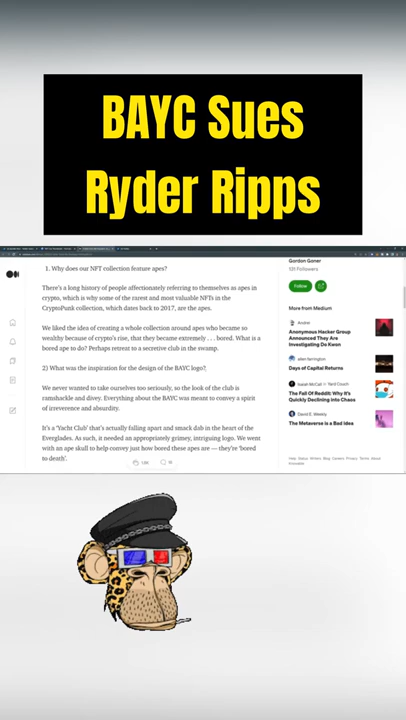 BAYC Sues
Ryder Ripps
1. Why does our NFT collection feature apes?
There's a long history of people affectionately referring to themselves as apes in
crypto, which is why some of the rarest and most valuable NFTs in the
CryptoPunk collection, which dates back to 2017, are the apes.
We liked the idea of creating a whole collection around apes who became so
wealthy because of crypto's rise, that they became extremely . . . bored. What is a
bored ape to do? Perhaps retreat to a secretive club in the swamp.
2) What was the inspiration for the design of the BAYC logo?
We never wanted to take ourselves too seriously, so the look of the club is
ramshackle and divey. Everything about the BAYC was meant to convey a spirit
of irreverence and absurdity.
It's a 'Yacht Club' that's actually falling apart and smack dab in the heart of the
Everglades. As such, it needed an appropriately grimey, intriguing logo. We went
with an ape skull to help convey just how bored these apes are — they're 'bored
to death'.
Gordon Goner
Followers
Follow
More from Medium
Anonymous Hacker Group
Announced They Are
Investigating Do Kwon
allen farrington
Days of Capital Returns
The Fall Of Reddit: Why It's
Quickly Declining Into Chaos
David O. Weekly
The Metaverse is a Bad Idea